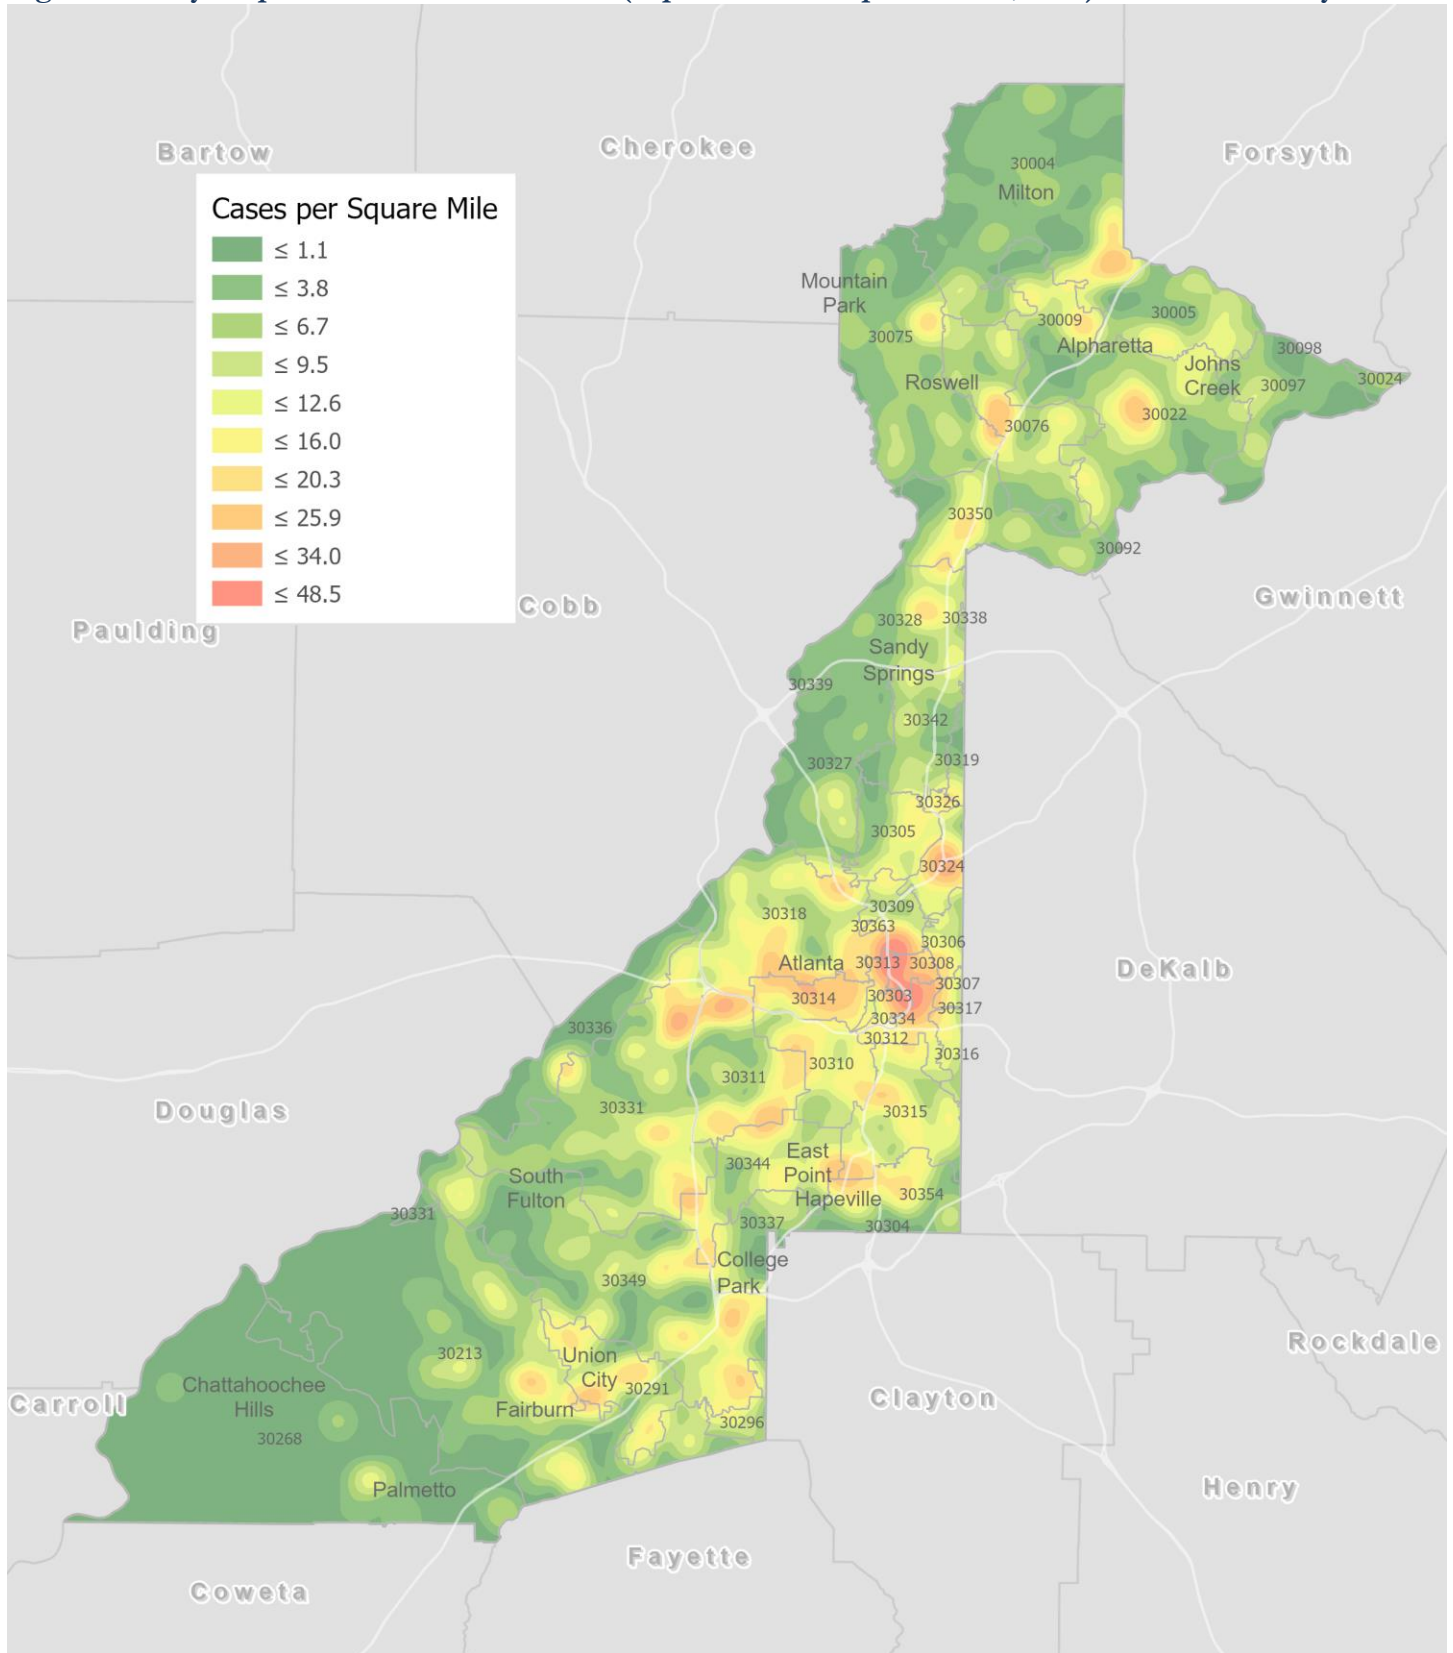 Bartow
Cherokee
Forsyth
30004
Milton
Cases per Square Mile
≤ 1.1
≤ 3.8
≤ 6.7
≤ 9.5
≤ 12.6
≤ 16.0
≤ 20.3
≤ 25.9
≤ 34.0
≤ 48.5
Mountain
Park
30075
30009
30005
Alpharetta
30098
Johns
Creek
30097
30024
Roswell
30022
30076
30350
30092
Cobb
Gwinnett
Paulding
30328
30338
Sandy
Springs
30339
30342
30327
30319
30326
30305
30324
30309
30318
30363
30306
Atlanta
30313
30308
DeKalb
30307
30314
30303
30317
30334
30336
30312
30316
30310
30311
30331
30315
Douglas
East
Point
30344
South
Fulton
Hapeville
30354
30331
30337
30304
College
Park
30349
Rockdale
30213
Union
City
30291
Chattahoochee
Hills
Carroll
Clayton
Fairburn
30296
30268
Palmetto
Henry
Fayette
Coweta